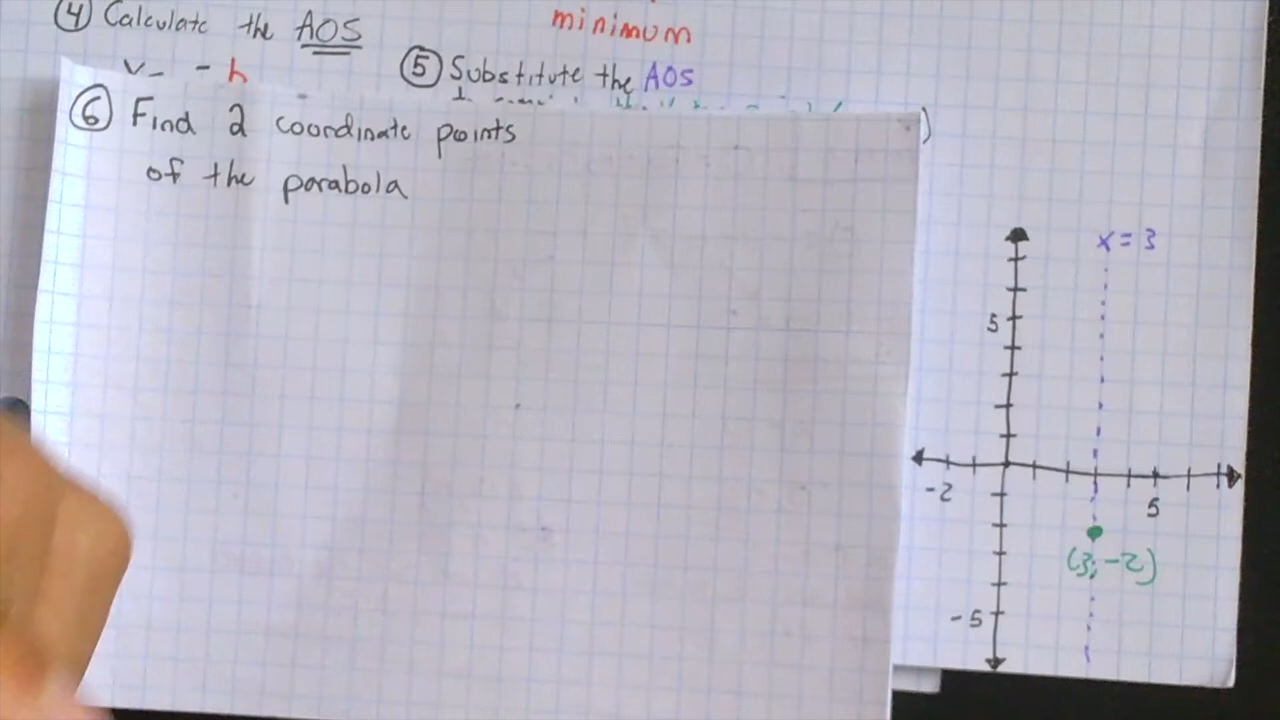 ④ Calculate the AOS
minimum
- b
⑤ Substitute the AOS
⑥ Find 2 coordinate points
of the parabola
x = 3
5
-2
5
(3, -2)
-5